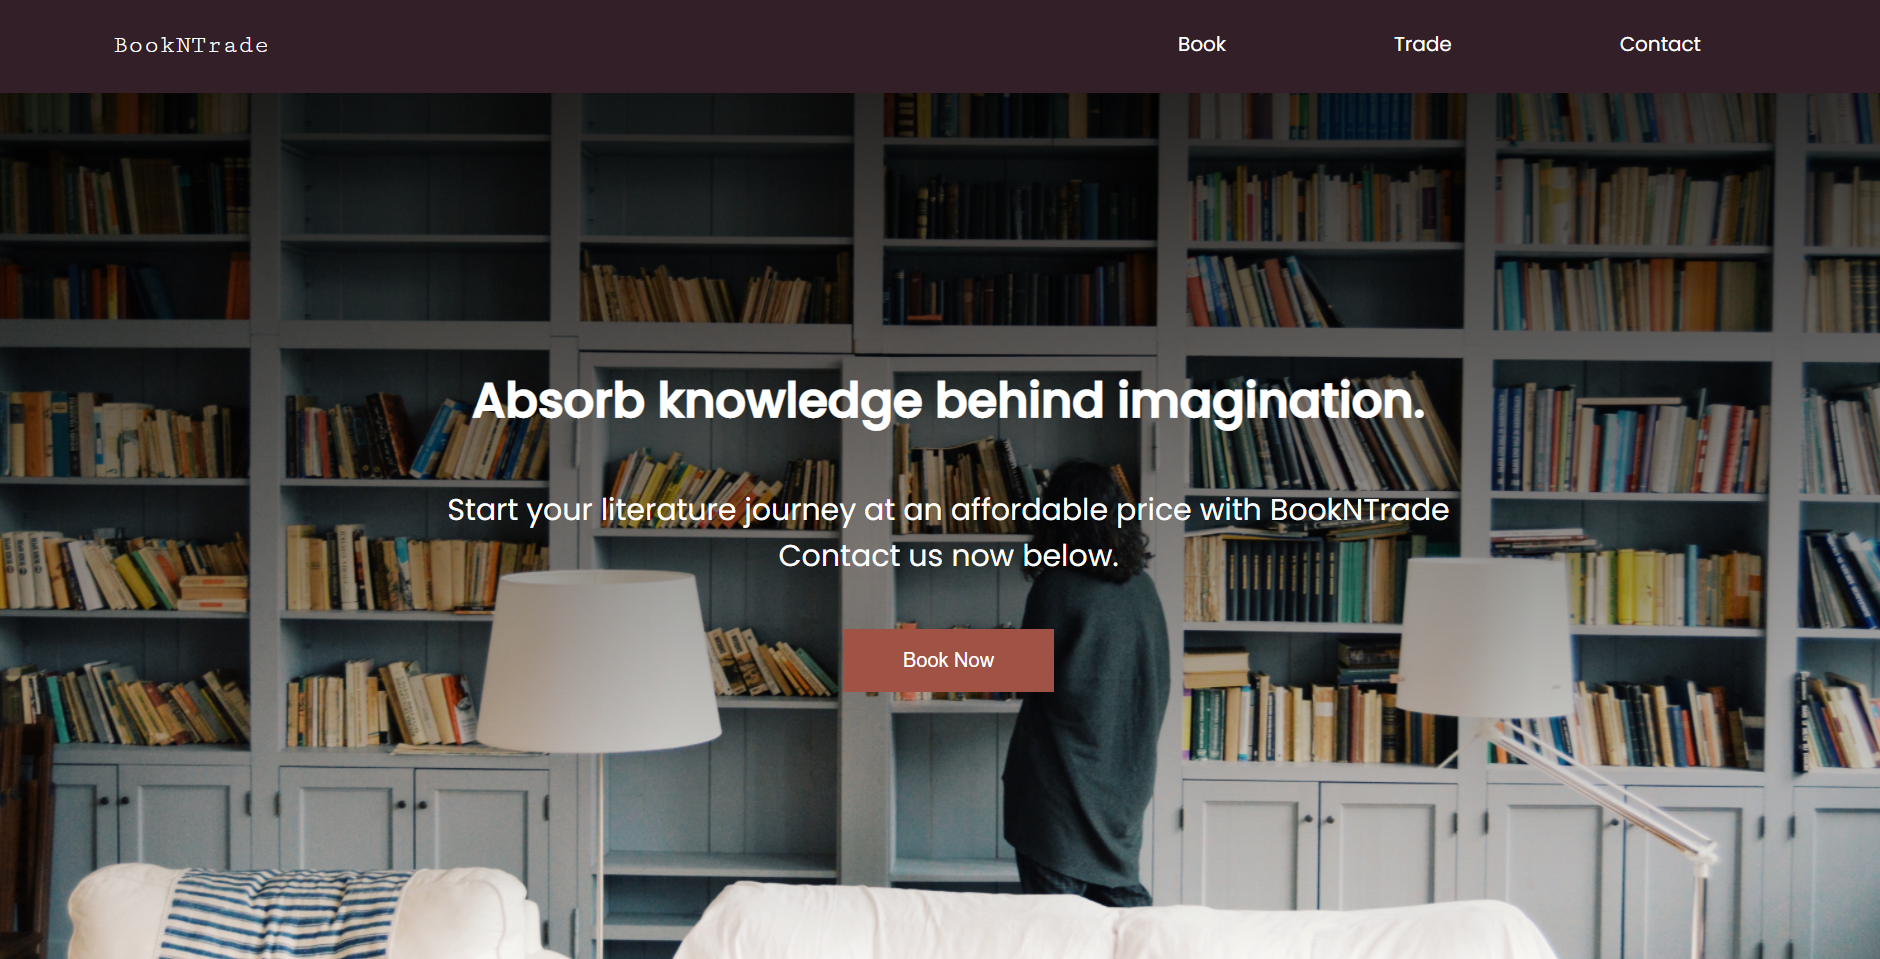 BookNTrade
Book
Trade
Contact
Absorb knowledge behind imagination.
Start your literature journey at an affordable price with BookNTrade
Contact us now below.
Book Now